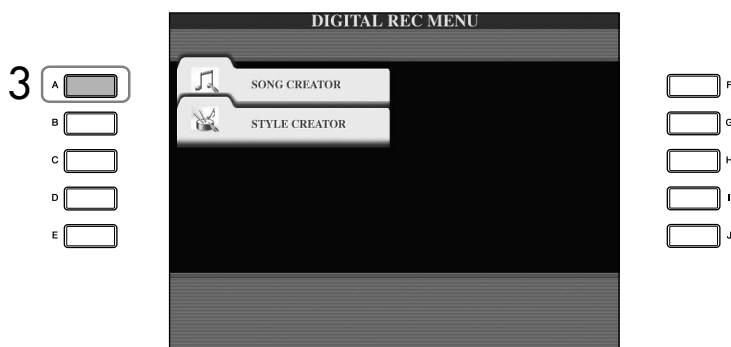 DIGITAL REC MENU
3
A
SONG CREATOR
F
B
STYLE CREATOR
G
C
H
D
I
E
J